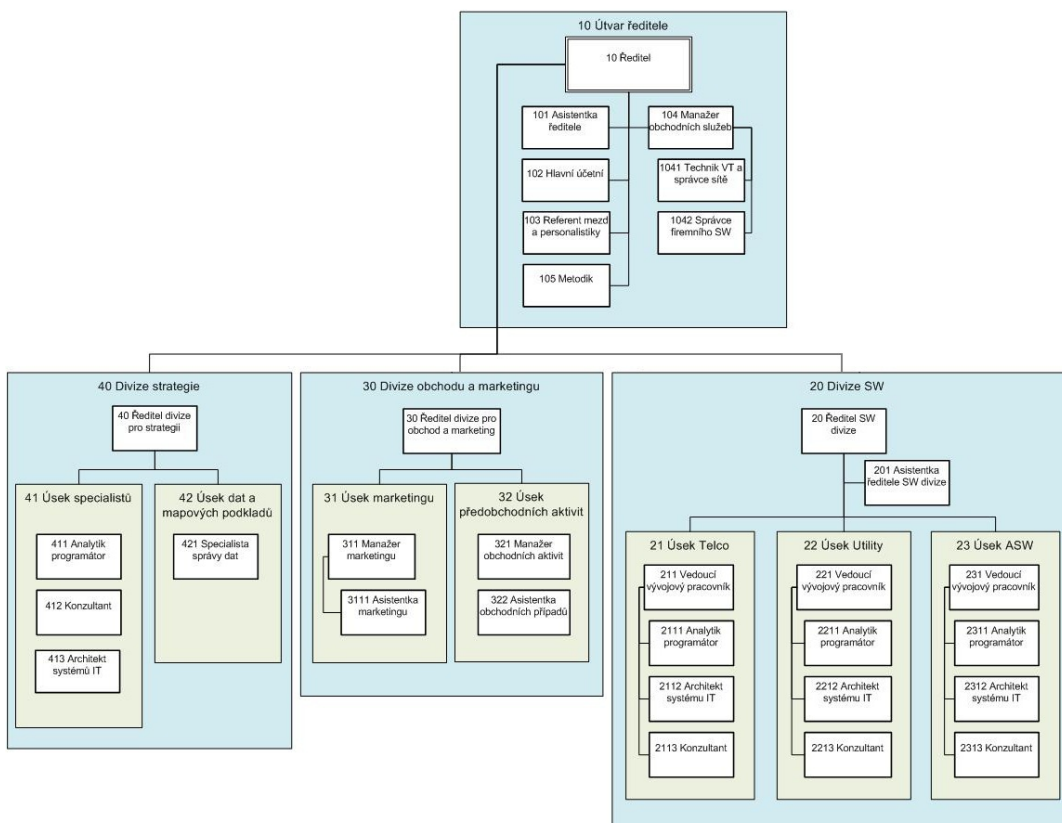 10 Útvar ředitele
10 Ředitel
101 Asistentka
ředitele
104 Manažer
obchodních služeb
102 Hlavní účetní
1041 Technik VT a
správce sítě
103 Referent mezd
a personalistiky
1042 Správce
firemního SW
105 Metodik
40 Divize strategie
40 Ředitel divize
pro strategii
41 Úsek specialistů
411 Analytik
programátor
412 Konzultant
413 Architekt
systémů IT
42 Úsek dat a
mapových podkladů
421 Specialista
správy dat
30 Divize obchodu a marketingu
30 Ředitel divize pro
obchod a marketing
31 Úsek marketingu
311 Manažer
marketingu
3111 Asistentka
marketingu
32 Úsek
předobchodních aktivit
321 Manažer
obchodních aktivit
322 Asistentka
obchodních případů
20 Divize SW
20 Ředitel SW
divize
201 Asistentka
ředitele SW divize
21 Úsek Telco
211 Vedoucí
vývojový pracovník
2111 Analytik
programátor
2112 Architekt
systému IT
2113 Konzultant
22 Úsek Utility
221 Vedoucí
vývojový pracovník
2211 Analytik
programátor
2212 Architekt
systému IT
2213 Konzultant
23 Úsek ASW
231 Vedoucí
vývojový pracovník
2311 Analytik
programátor
2312 Architekt
systému IT
2313 Konzultant